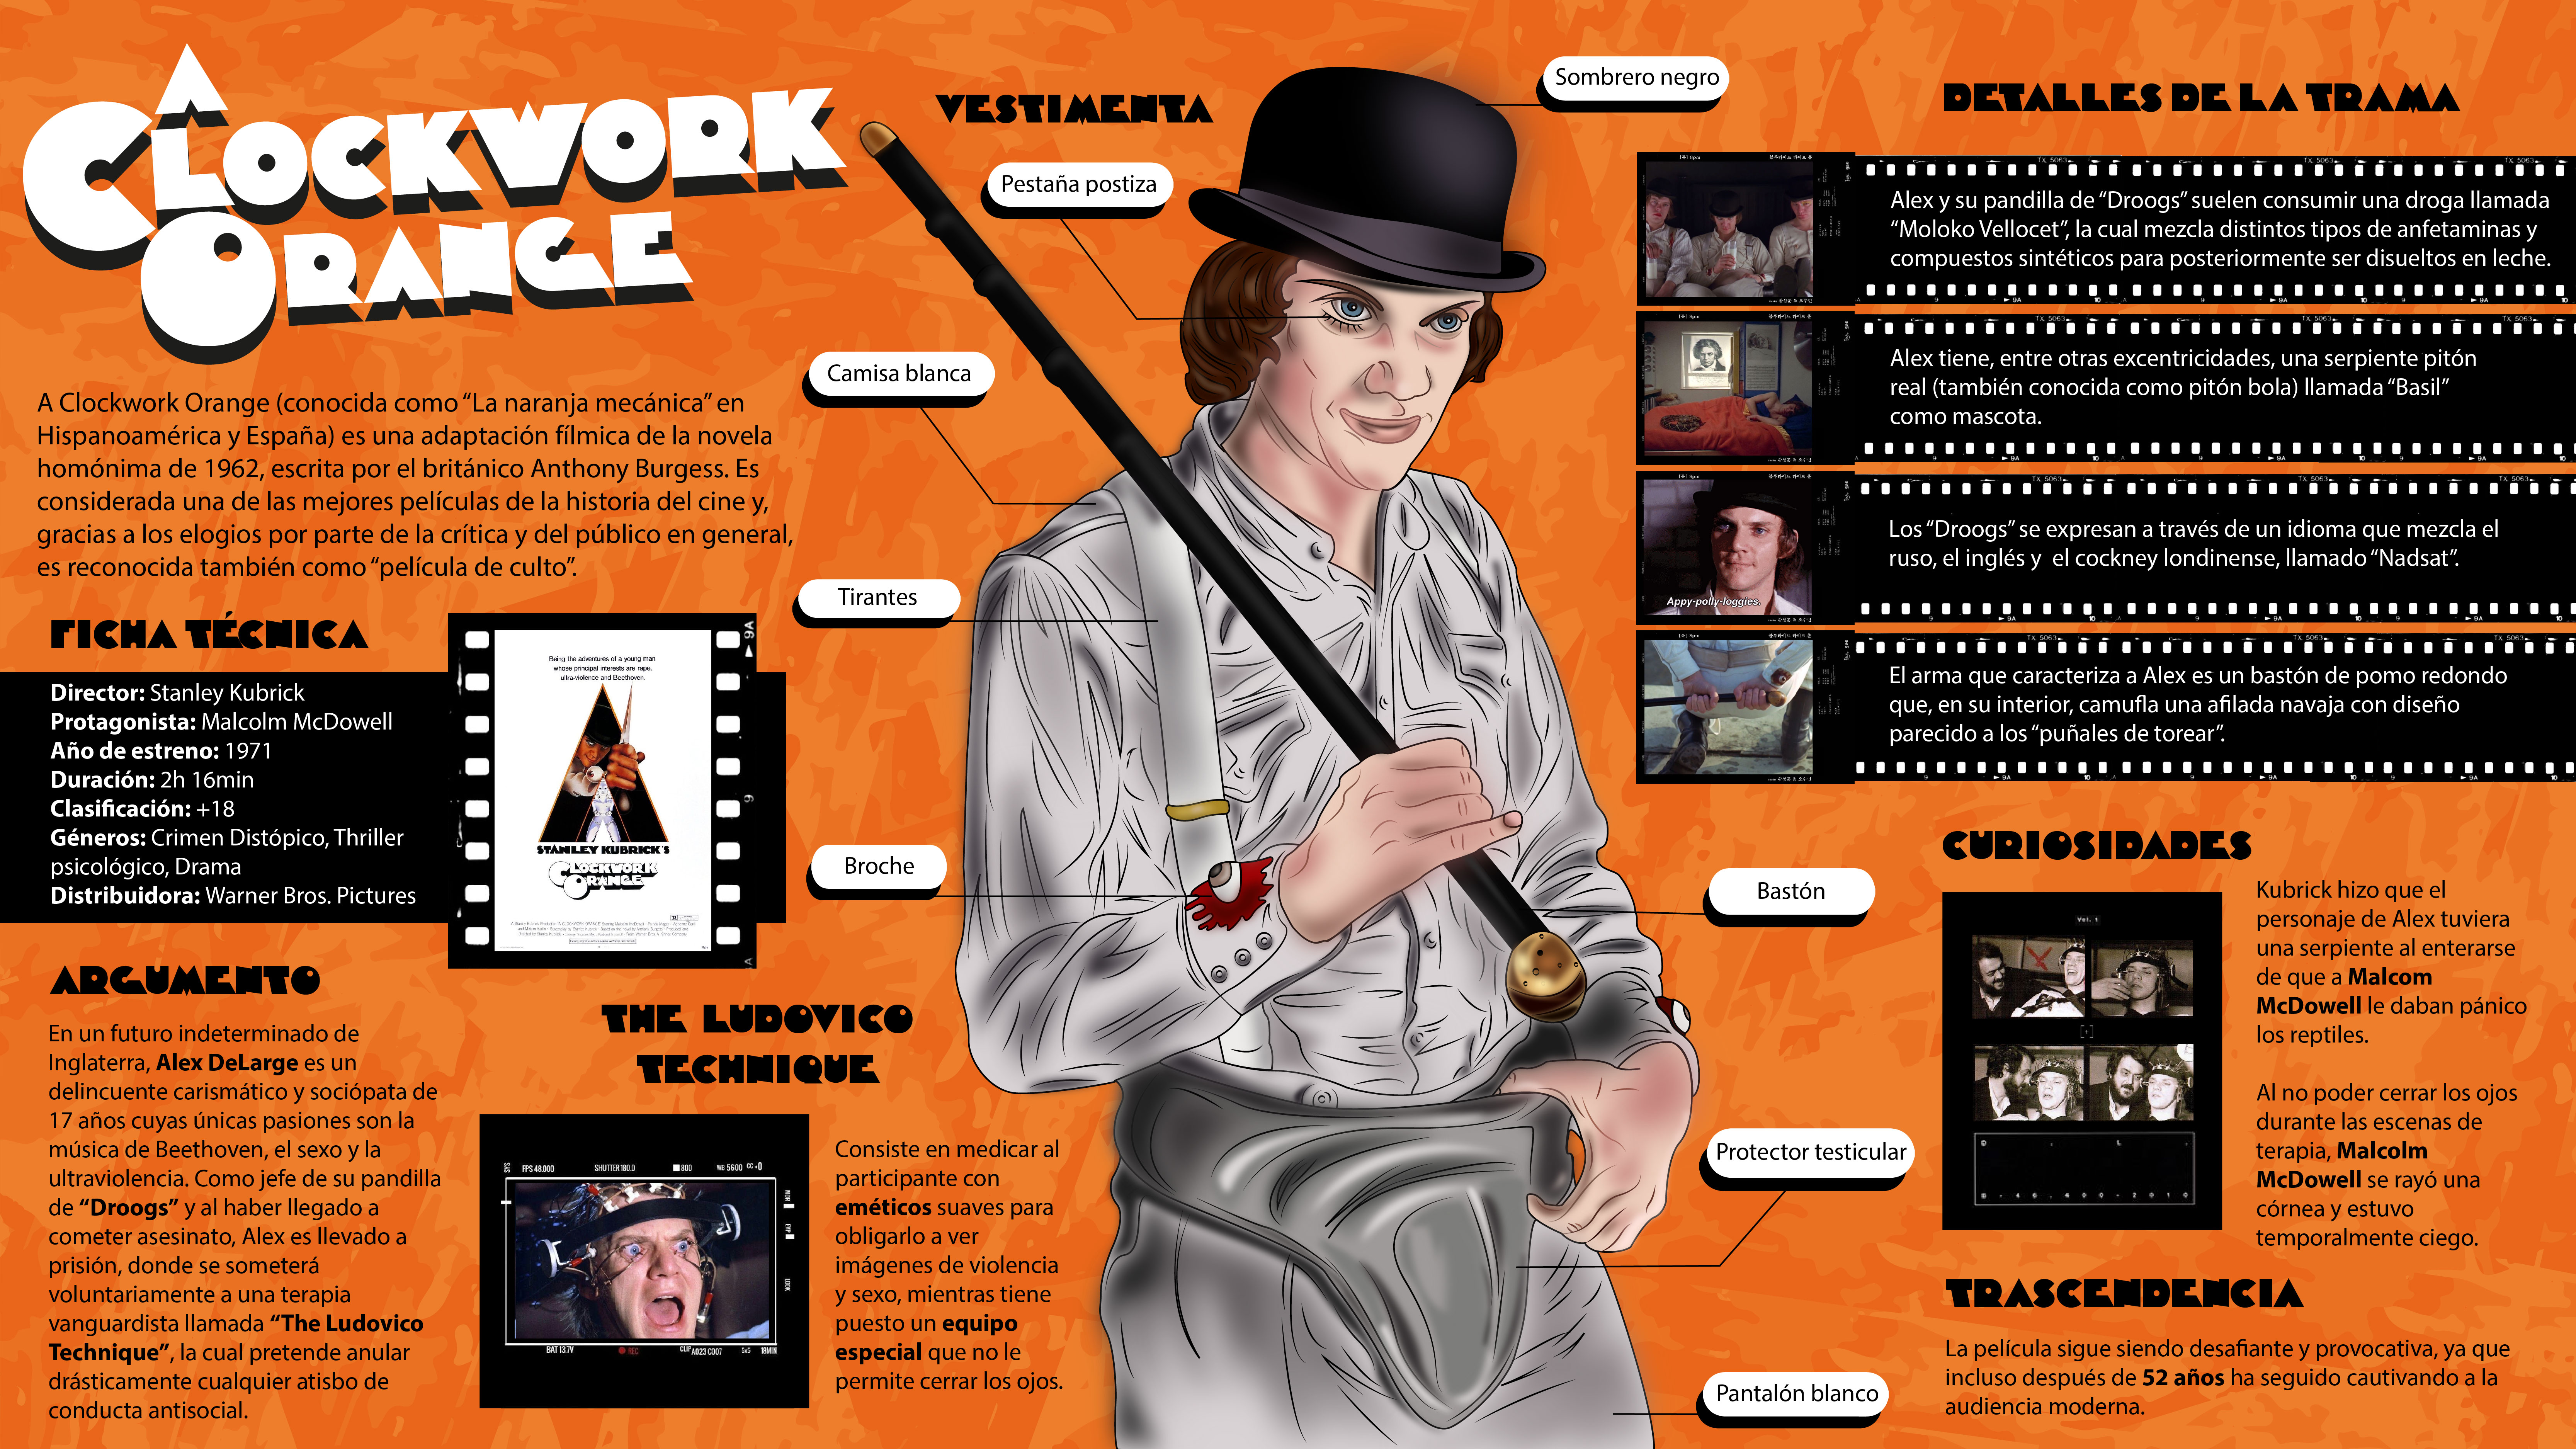 A
CLOCKWORK
ORANGE
A Clockwork Orange (conocida como “La naranja mecánica” en
Hispanoamérica y España) es una adaptación fílmica de la novela
homónima de 1962, escrita por el británico Anthony Burgess. Es
considerada una de las mejores películas de la historia del cine y,
gracias a los elogios por parte de la crítica y del público en general,
es reconocida también como “película de culto”.
FICHA TÉCNICA
Director: Stanley Kubrick
Protagonista: Malcolm McDowell
Año de estreno: 1971
Duración: 2h 16min
Clasificación: +18
Géneros: Crimen Distópico, Thriller
psicológico, Drama
Distribuidora: Warner Bros. Pictures
Being the adventures of a young man
whose principal interests are rape,
ultra-violence and Beethoven.
STANLEY KUBRICK'S
CLOCKWORK
ORANGE
9A
9
ARGUMENTO
En un futuro indeterminado de
Inglaterra, Alex DeLarge es un
delincuente carismático y sociópata de
17 años cuyas únicas pasiones son la
música de Beethoven, el sexo y la
ultraviolencia. Como jefe de su pandilla
de “Droogs” y al haber llegado a
cometer asesinato, Alex es llevado a
prisión, donde se someterá
voluntariamente a una terapia
vanguardista llamada “The Ludovico
Technique”, la cual pretende anular
drásticamente cualquier atisbo de
conducta antisocial.
THE LUDOVICO
TECHNIQUE
FPS 48.000 SHUTTER 180.0 800 WB 5600 CC +0
BAT 13.7V REC CLIP A023 C007 5x5 18MIN
LOOK
Consiste en medicar al
participante con
eméticos suaves para
obligarlo a ver
imágenes de violencia
y sexo, mientras tiene
puesto un equipo
especial que no le
permite cerrar los ojos.
VESTIMENTA
Sombrero negro
Pestaña postiza
Camisa blanca
Tirantes
Broche
Bastón
Protector testicular
Pantalón blanco
DETALLES DE LA TRAMA
TX 5063
Alex y su pandilla de “Droogs” suelen consumir una droga llamada
“Moloko Vellocet”, la cual mezcla distintos tipos de anfetaminas y
compuestos sintéticos para posteriormente ser disueltos en leche.
9A 10 9
Alex tiene, entre otras excentricidades, una serpiente pitón
real (también conocida como pitón bola) llamada “Basil”
como mascota.
Appy-polly-loggies.
Los “Droogs” se expresan a través de un idioma que mezcla el
ruso, el inglés y  el cockney londinense, llamado “Nadsat”.
El arma que caracteriza a Alex es un bastón de pomo redondo
que, en su interior, camufla una afilada navaja con diseño
parecido a los “puñales de torear”.
CURIOSIDADES
Vol. 1
[+]
Kubrick hizo que el
personaje de Alex tuviera
una serpiente al enterarse
de que a Malcom
McDowell le daban pánico
los reptiles.
Al no poder cerrar los ojos
durante las escenas de
terapia, Malcolm
McDowell se rayó una
córnea y estuvo
temporalmente ciego.
TRASCENDENCIA
La película sigue siendo desafiante y provocativa, ya que
incluso después de 52 años ha seguido cautivando a la
audiencia moderna.